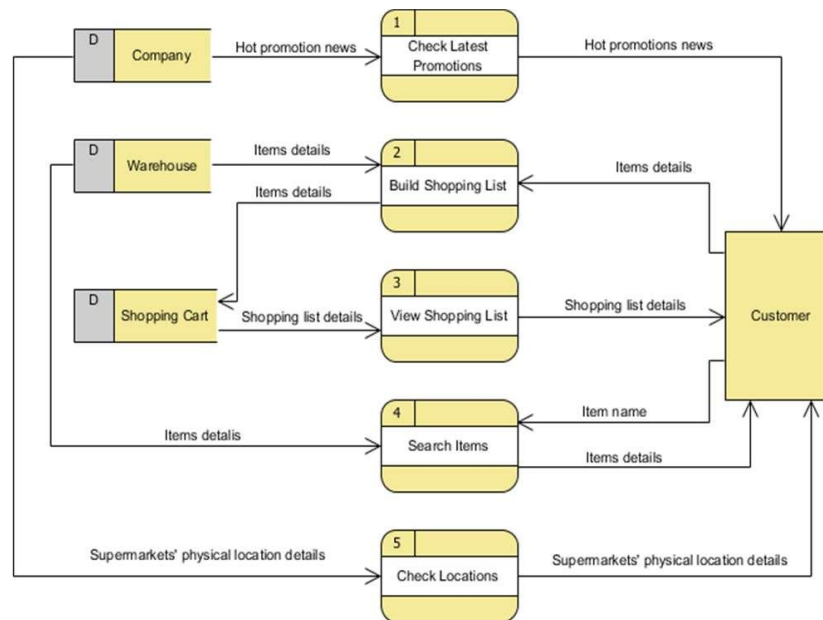 1
D
Company
Hot promotion news
Check Latest
Promotions
Hot promotions news
D
Warehouse
Items details
2
Build Shopping List
Items details
Items details
D
Shopping Cart
Shopping list details
3
View Shopping List
Shopping list details
Customer
4
Search Items
Item name
Items detalis
Items details
5
Check Locations
Supermarkets' physical location details
Supermarkets' physical location details